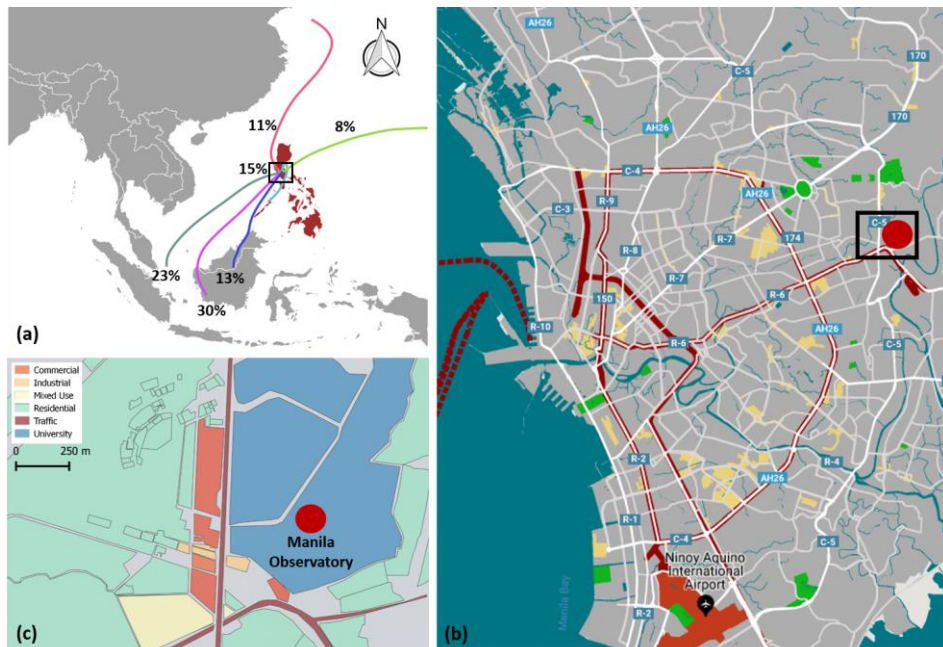 N
11%
8%
15%
23%
13%
30%
(a)
Commercial
Industrial
Mixed Use
Residential
Traffic
University
0
250 m
Manila
Observatory
(c)
AH26
170
C-5
170
AH26
C-4
AH26
R-9
C-3
R-7
174
C-5
R-8
R-7
150
R-6
R-10
R-6
AH26
C-5
R-2
R-4
AH26
R-1
C-4
C-5
Ninoy Aquino
International
Airport
R-2
Manila Bay
(b)